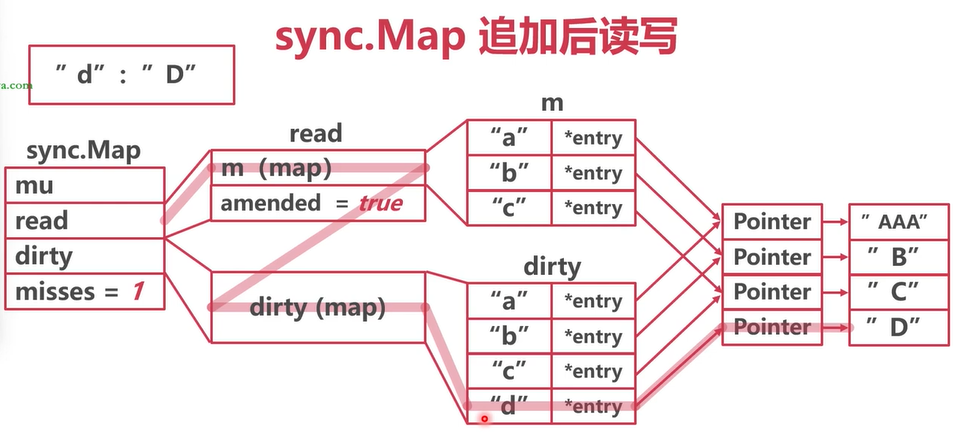 sync.Map 追加后读写
” d” : ” D”
a.com
sync.Map
mu
read
dirty
misses = 1
read
m（map）
amended = true
dirty (map)
m
“a” *entry
“b” *entry
“c” *entry
dirty
“a” *entry
“b” *entry
“c” *entry
“d” *entry
Pointer ” AAA”
Pointer ” B”
Pointer ” C”
Pointer ” D”